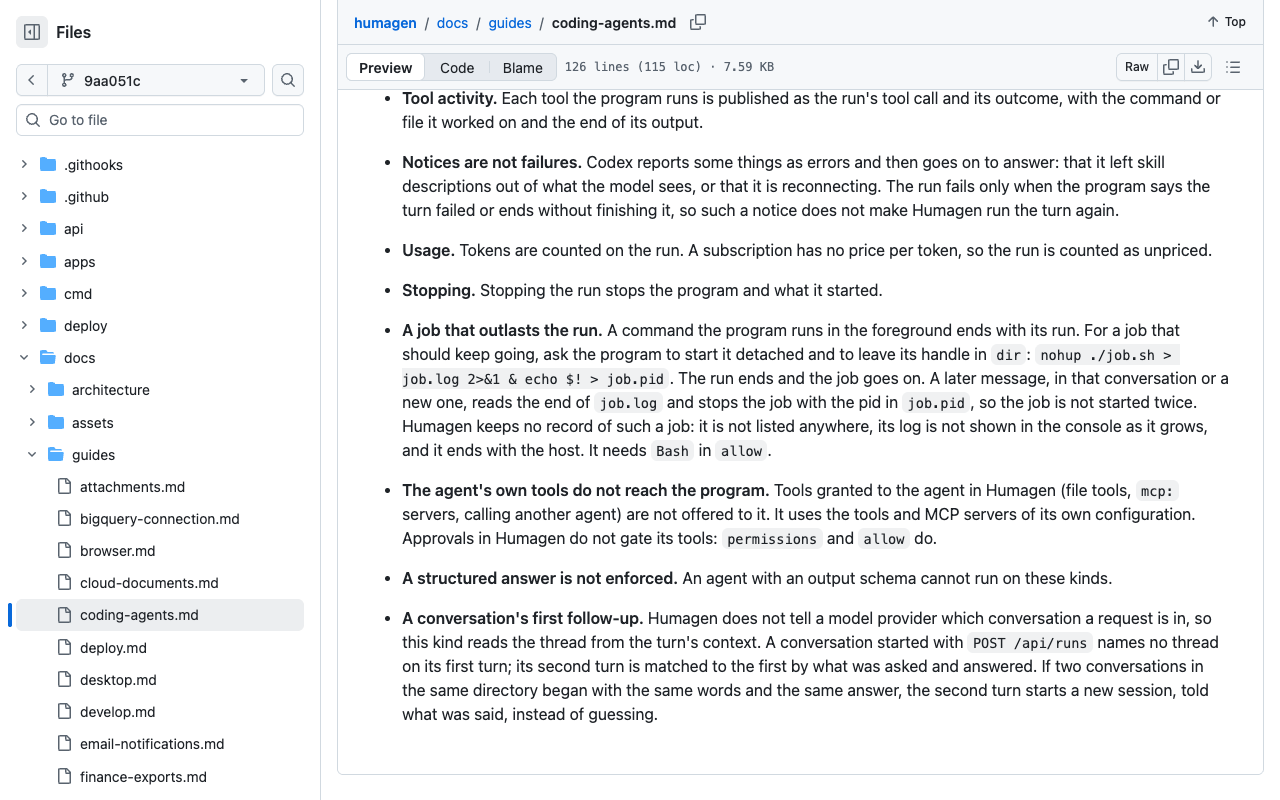 Files
humagen / docs / guides / coding-agents.md
Top
9aa051c
Preview Code Blame 126 lines (115 loc) · 7.59 KB Raw
Go to file
.githooks
.github
api
apps
cmd
deploy
docs
architecture
assets
guides
attachments.md
bigquery-connection.md
browser.md
cloud-documents.md
coding-agents.md
deploy.md
desktop.md
develop.md
email-notifications.md
finance-exports.md
• Tool activity. Each tool the program runs is published as the run's tool call and its outcome, with the command or
file it worked on and the end of its output.
• Notices are not failures. Codex reports some things as errors and then goes on to answer: that it left skill
descriptions out of what the model sees, or that it is reconnecting. The run fails only when the program says the
turn failed or ends without finishing it, so such a notice does not make Humagen run the turn again.
• Usage. Tokens are counted on the run. A subscription has no price per token, so the run is counted as unpriced.
• Stopping. Stopping the run stops the program and what it started.
• A job that outlasts the run. A command the program runs in the foreground ends with its run. For a job that
should keep going, ask the program to start it detached and to leave its handle in dir: nohup ./job.sh >
job.log 2>&1 & echo $! > job.pid. The run ends and the job goes on. A later message, in that conversation or a
new one, reads the end of job.log and stops the job with the pid in job.pid, so the job is not started twice.
Humagen keeps no record of such a job: it is not listed anywhere, its log is not shown in the console as it grows,
and it ends with the host. It needs Bash in allow.
• The agent's own tools do not reach the program. Tools granted to the agent in Humagen (file tools, mcp:
servers, calling another agent) are not offered to it. It uses the tools and MCP servers of its own configuration.
Approvals in Humagen do not gate its tools: permissions and allow do.
• A structured answer is not enforced. An agent with an output schema cannot run on these kinds.
• A conversation's first follow-up. Humagen does not tell a model provider which conversation a request is in, so
this kind reads the thread from the turn's context. A conversation started with POST /api/runs names no thread
on its first turn; its second turn is matched to the first by what was asked and answered. If two conversations in
the same directory began with the same words and the same answer, the second turn starts a new session, told
what was said, instead of guessing.